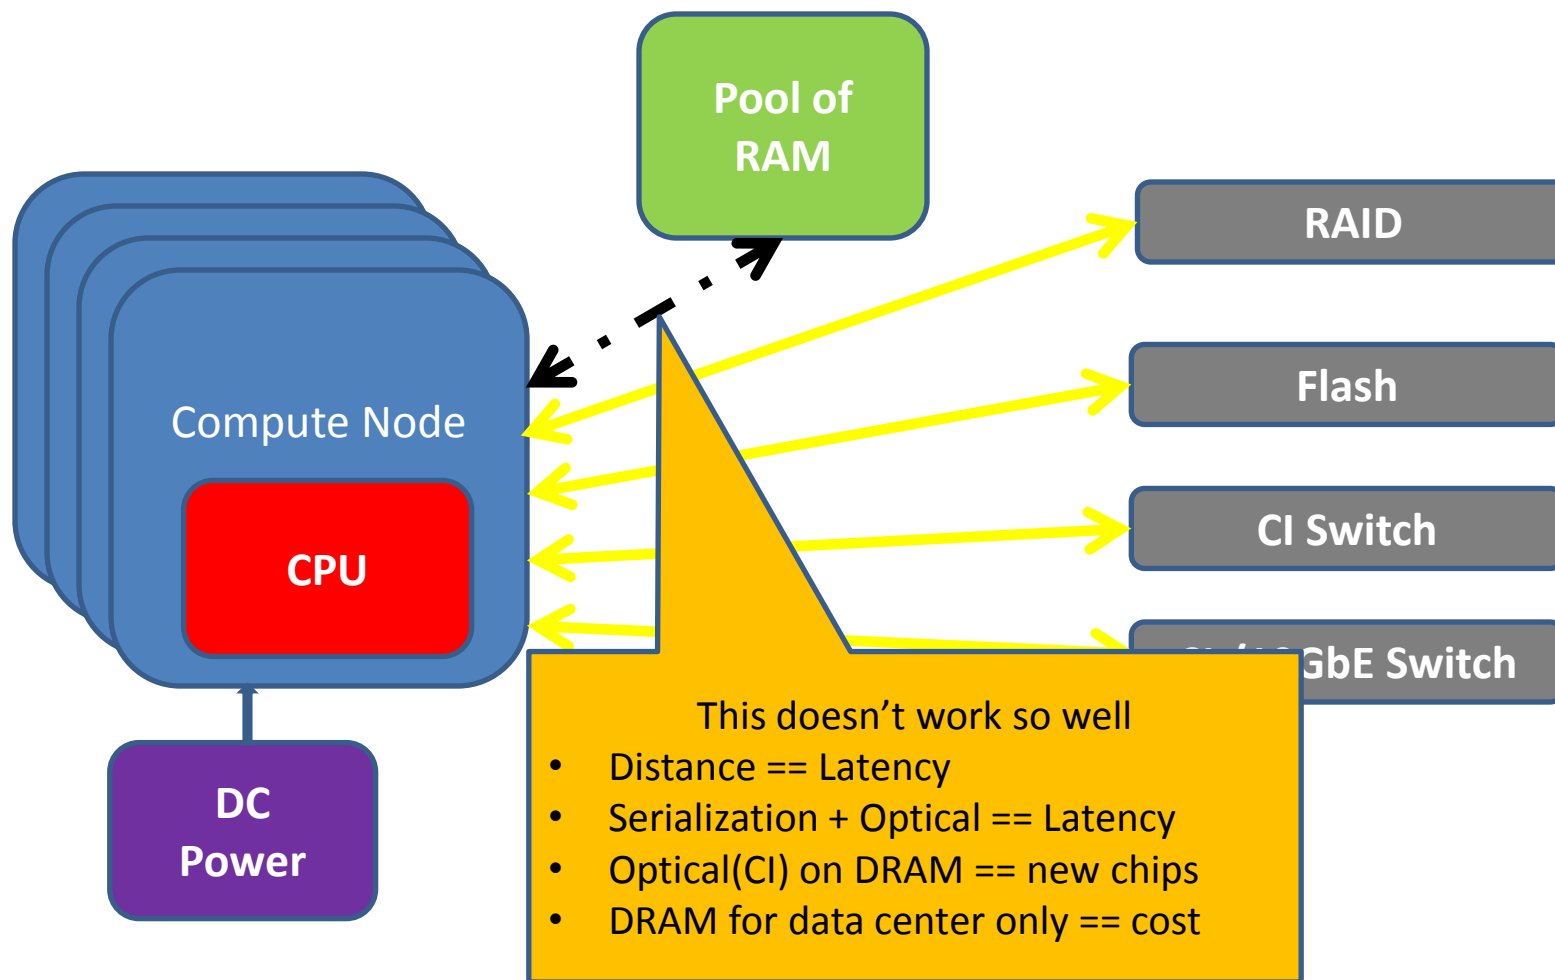 Pool of
RAM
RAID
Flash
Compute Node
CI Switch
CPU
GbE Switch
This doesn’t work so well
• Distance == Latency
• Serialization + Optical == Latency
• Optical(CI) on DRAM == new chips
• DRAM for data center only == cost
DC
Power